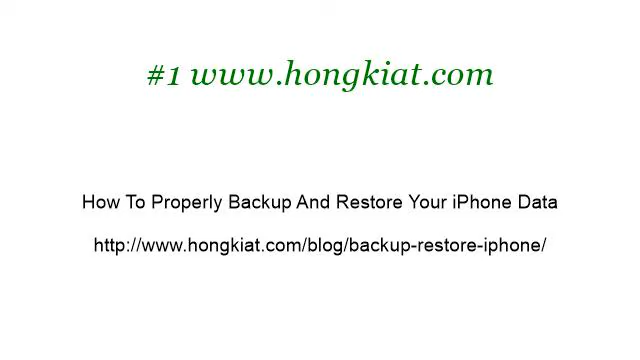 #1 www.hongkiat.com
How To Properly Backup And Restore Your iPhone Data
http://www.hongkiat.com/blog/backup-restore-iphone/